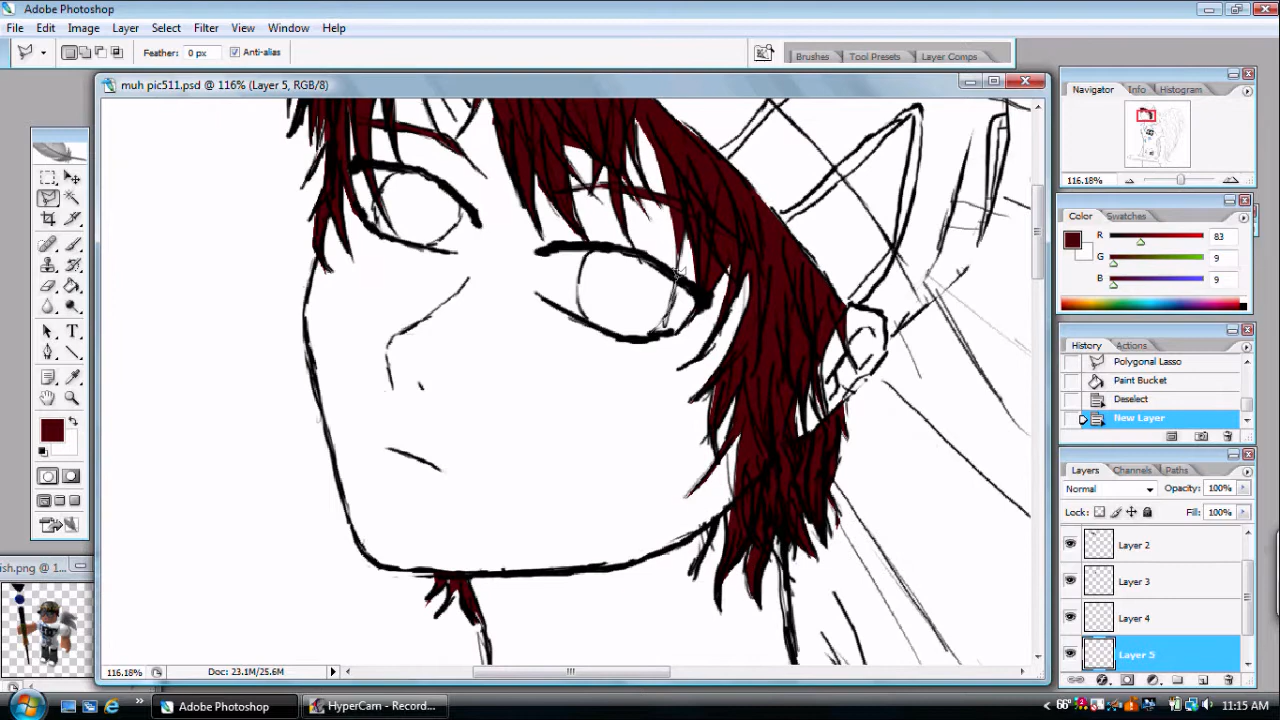 Adobe Photoshop
File Edit Image Layer Select Filter View Window Help
Feather: 0 px Anti-alias Brushes Tool Presets Layer Comps
muh pic511.psd @ 116% (Layer 5, RGB/8)
Navigator Info Histogram
116.18%
Color Swatches
R 83
G 9
B 9
History Actions
Polygonal Lasso
Paint Bucket
Deselect
New Layer
Layers Channels Paths
Normal Opacity: 100%
Lock: Fill: 100%
Layer 2
Layer 3
Layer 4
Layer 5
ish.png @ 1...
116.18% Doc: 23.1M/25.6M
Adobe Photoshop HyperCam - Record... 66° 11:15 AM